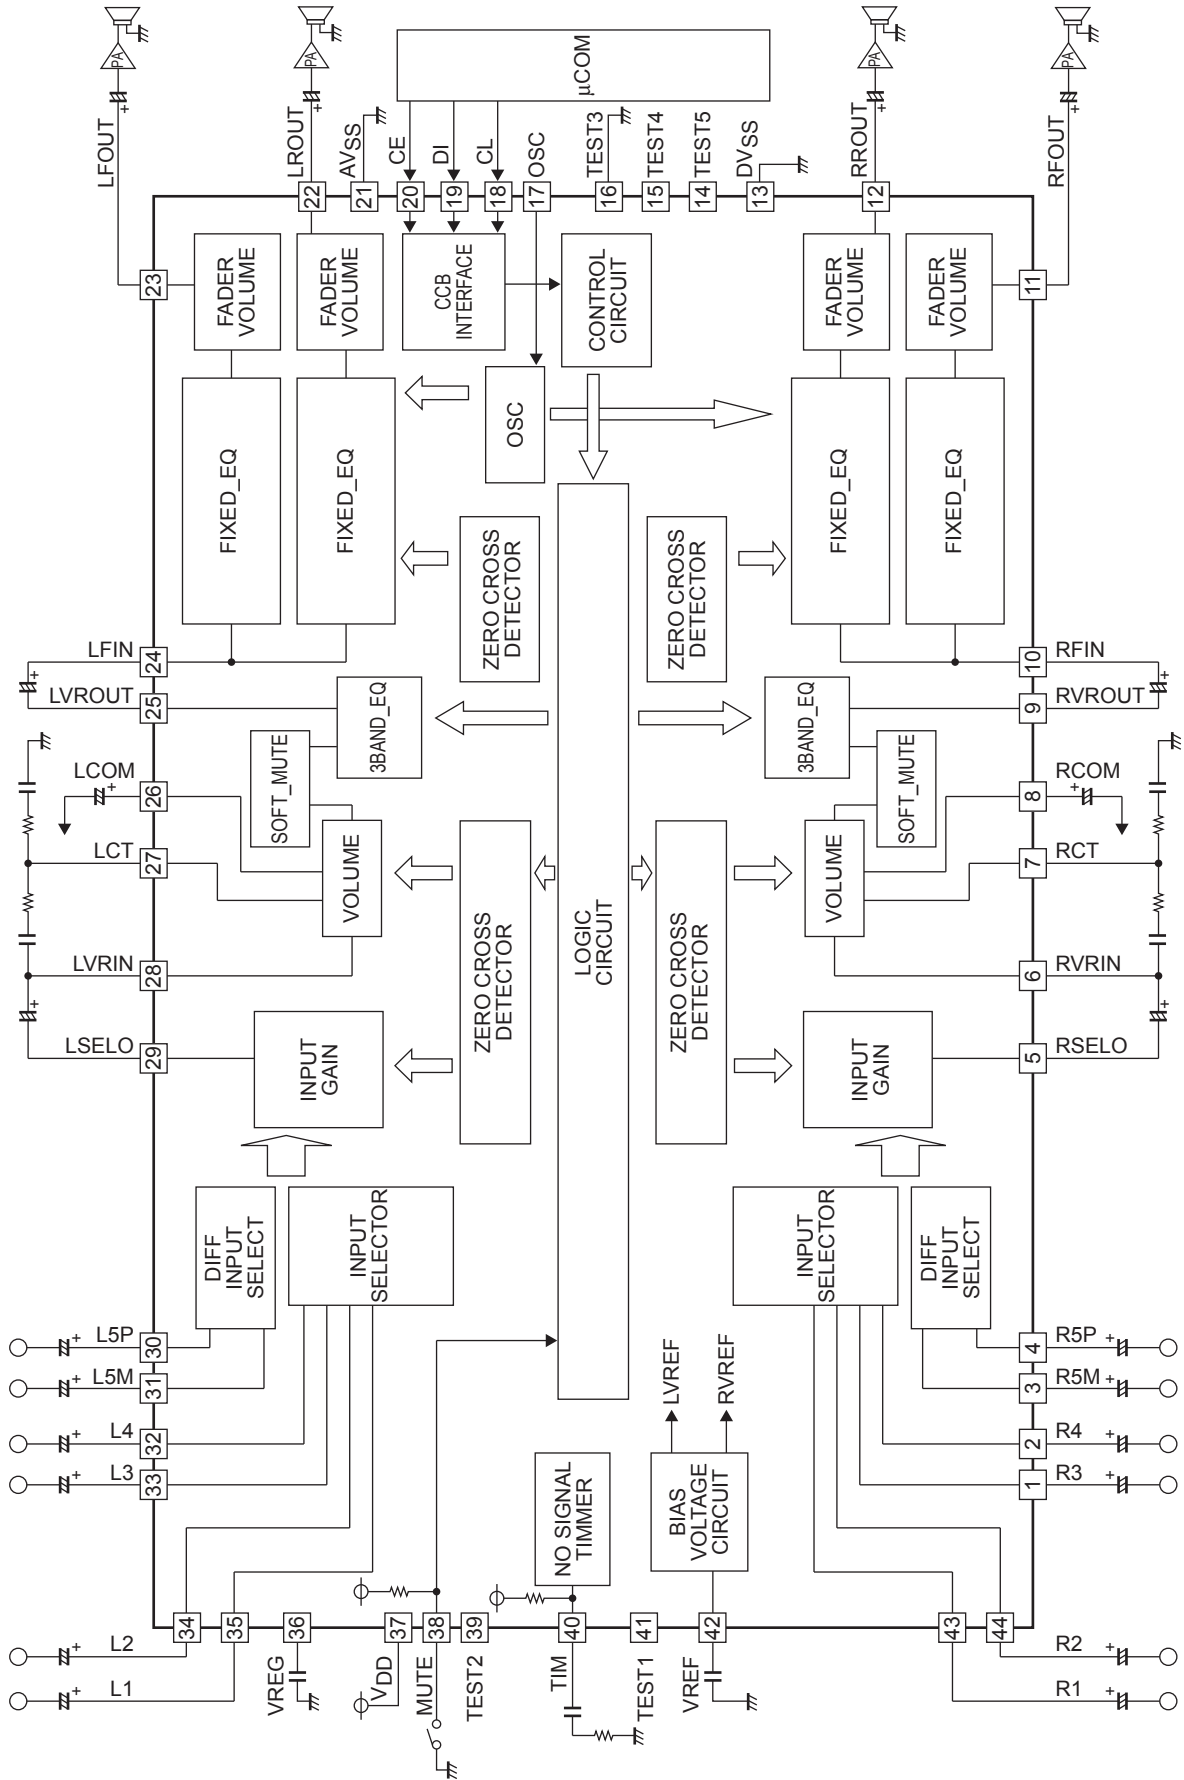 PA
PA
PA
PA
µCOM
LFOUT
LROUT
AVSS
CE
DI
CL
OSC
TEST3
TEST4
TEST5
DVSS
RROUT
RFOUT
22
21
20
19
18
17
16
15
14
13
12
23
FADER
VOLUME
FADER
VOLUME
CCB
INTERFACE
CONTROL
CIRCUIT
FADER
VOLUME
FADER
VOLUME
11
FIXED_EQ
FIXED_EQ
OSC
FIXED_EQ
FIXED_EQ
ZERO CROSS
DETECTOR
ZERO CROSS
DETECTOR
LFIN
24
10
RFIN
LVROUT
25
3BAND_EQ
3BAND_EQ
9
RVROUT
SOFT_MUTE
SOFT_MUTE
LCOM
26
8
RCOM
LCT
27
VOLUME
VOLUME
7
RCT
ZERO CROSS
DETECTOR
LOGIC
CIRCUIT
ZERO CROSS
DETECTOR
LVRIN
28
6
RVRIN
LSELO
29
INPUT
GAIN
INPUT
GAIN
5
RSELO
DIFF
INPUT
SELECT
INPUT
SELECTOR
INPUT
SELECTOR
DIFF
INPUT
SELECT
L5P
30
4
R5P
L5M
31
LVREF
RVREF
3
R5M
L4
32
2
R4
L3
33
1
R3
NO SIGNAL
TIMMER
BIAS
VOLTAGE
CIRCUIT
34
35
36
37
38
39
40
41
42
43
44
L2
L1
VREG
VDD
MUTE
TEST2
TIM
TEST1
VREF
R2
R1